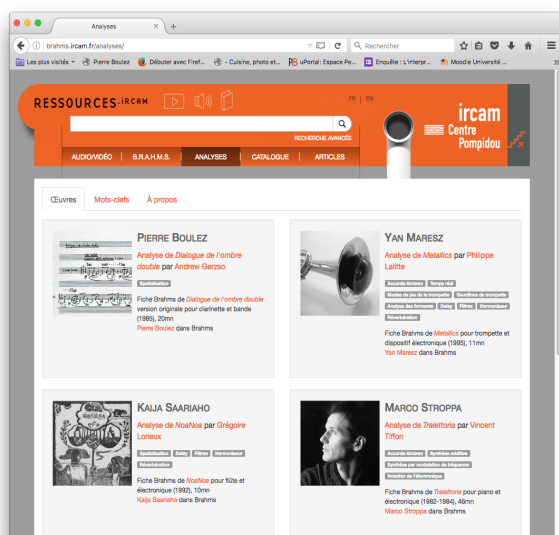 Analyses
brahms.ircam.fr/analyses/
Rechercher
Les plus visités
Pierre Boulez
Débuter avec Firef...
- Cuisine, photo et...
uPortal: Espace Pe...
Enquête : L'interpr...
Moodle Université ...
RESSOURCES.IRCAM
FR | EN
ircam
Centre
Pompidou
RECHERCHE AVANCÉE
AUDIO/VIDÉO
B.R.A.H.M.S.
ANALYSES
CATALOGUE
ARTICLES
Œuvres
Mots-clefs
À propos
PIERRE BOULEZ
Analyse de Dialogue de l'ombre
double par Andrew Gerzso
Spatialisation
Fiche Brahms de Dialogue de l'ombre double
version originale pour clarinette et bande
(1985), 20mn
Pierre Boulez dans Brahms
YAN MARESZ
Analyse de Metallics par Philippe
Lalitte
Accords timbres Temps réel
Modes de jeu de la trompette Sourdines de trompette
Analyse des formants Delay Filtres Harmoniseur
Réverbération
Fiche Brahms de Metallics pour trompette et
dispositif électronique (1995), 11mn
Yan Maresz dans Brahms
KAIJA SAARIAHO
Analyse de NoaNoa par Grégoire
Lorieux
Spatialisation Delay Filtres Harmoniseur
Réverbération
Fiche Brahms de NoaNoa pour flûte et
électronique (1992), 10mn
Kaija Saariaho dans Brahms
MARCO STROPPA
Analyse de Traiettoria par Vincent
Tiffon
Accords timbres Synthèse additive
Synthèse par modulation de fréquence
Notation de l'électronique
Fiche Brahms de Traiettoria pour piano et
électronique (1982-1984), 46mn
Marco Stroppa dans Brahms